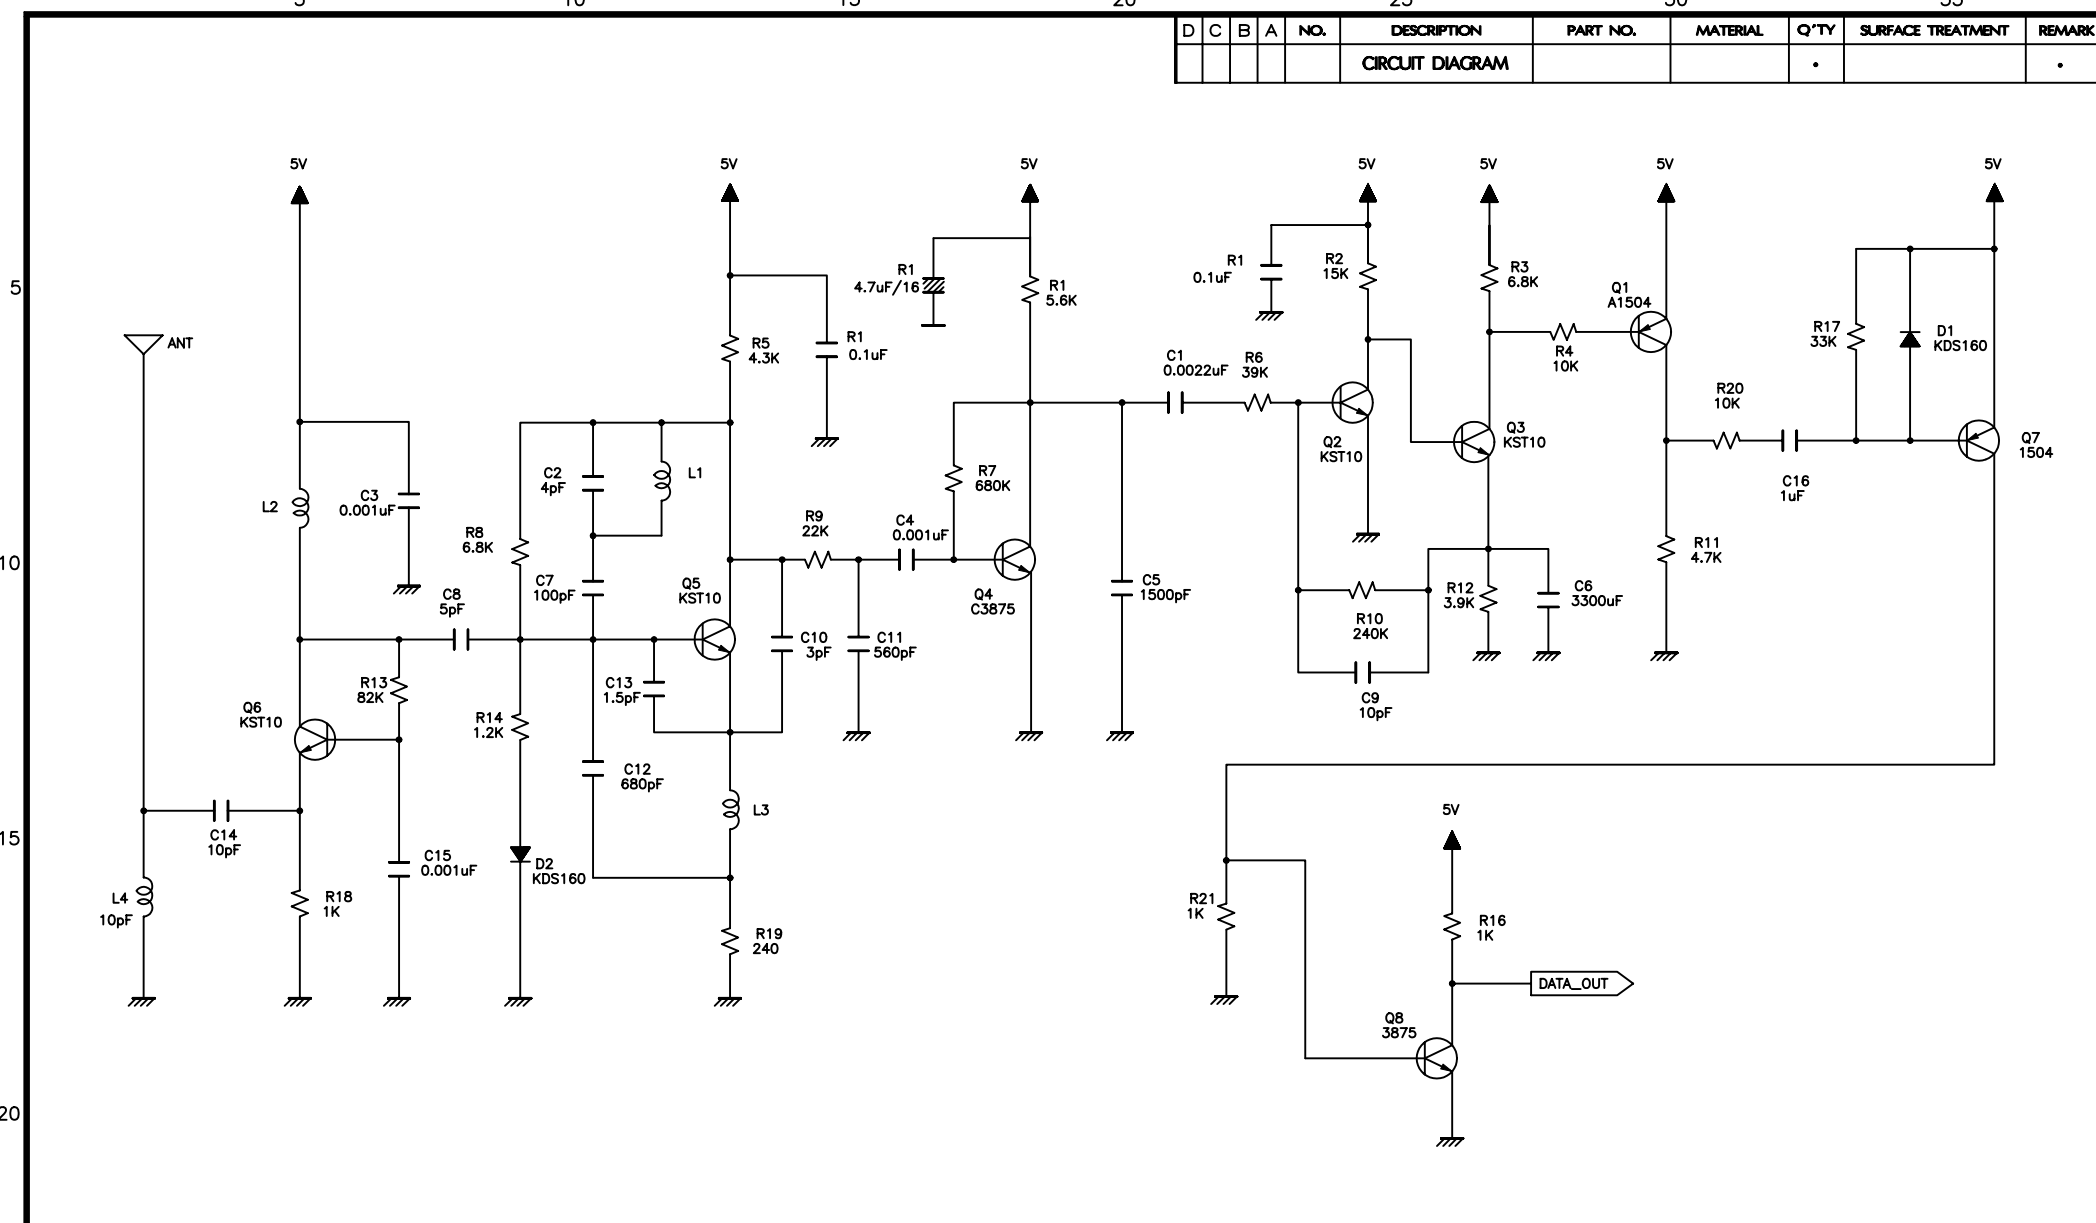 5 10 15 20 25 30 35
D C B A NO. DESCRIPTION PART NO. MATERIAL Q'TY SURFACE TREATMENT REMARK
CIRCUIT DIAGRAM
5V 5V 5V 5V 5V 5V 5V
5
10
15
20
ANT
L2
C3
0.001uF
C8
5pF
R13
82K
Q6
KST10
C14
10pF
L4
10pF
R18
1K
C15
0.001uF
R8
6.8K
C2
4pF
L1
C7
100pF
R5
4.3K
R1
0.1uF
Q5
KST10
R14
1.2K
C13
1.5pF
C12
680pF
D2
KDS160
L3
R19
240
R9
22K
C10
3pF
C11
560pF
C4
0.001uF
R1
4.7uF/16
R1
5.6K
R7
680K
Q4
C3875
C5
1500pF
C1
0.0022uF
R6
39K
R1
0.1uF
R2
15K
Q2
KST10
R3
6.8K
Q3
KST10
R10
240K
C9
10pF
R12
3.9K
C6
3300uF
R4
10K
Q1
A1504
R11
4.7K
R20
10K
C16
1uF
R17
33K
D1
KDS160
Q7
1504
R21
1K
5V
R16
1K
DATA_OUT
Q8
3875